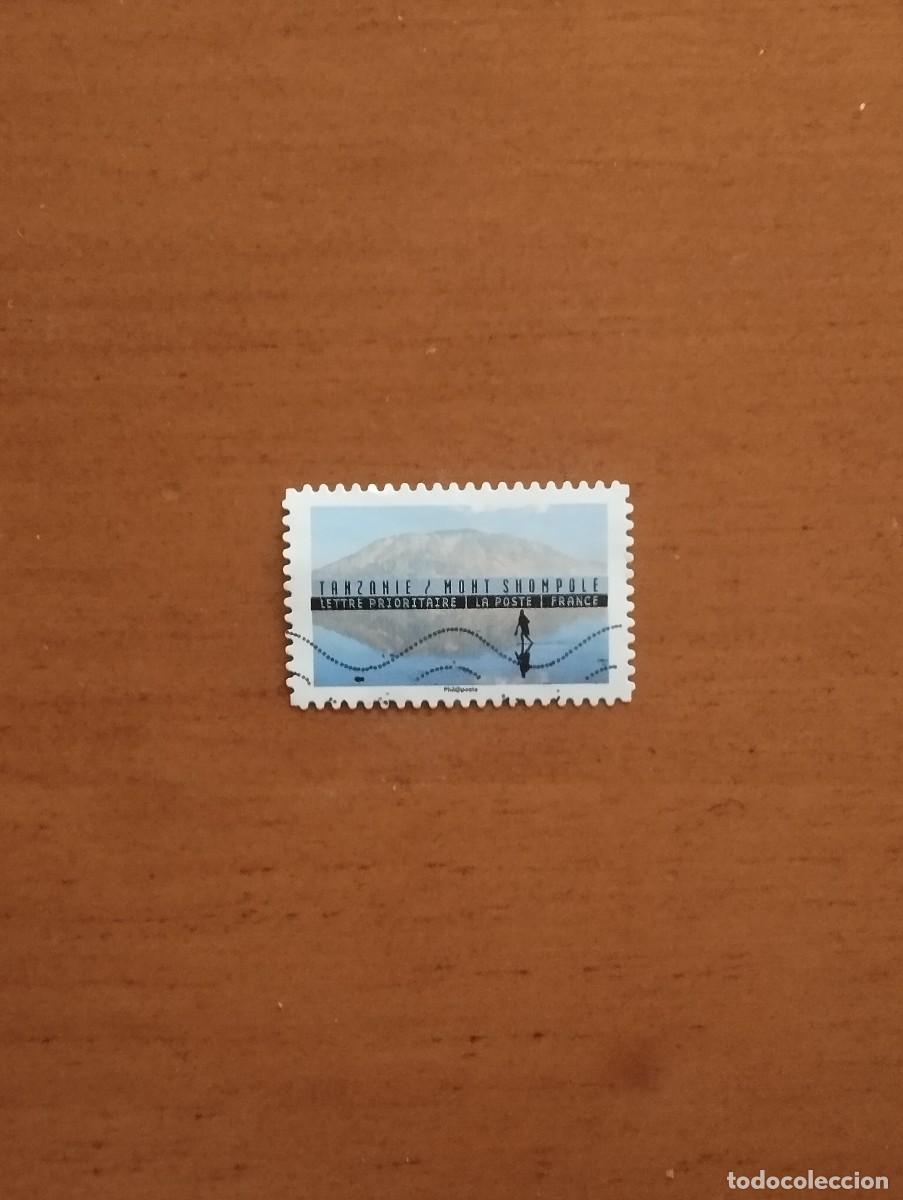 TANZANIE / MONT SHOMPOLE
LETTRE PRIORITAIRE | LA POSTE | FRANCE
Phil@poste
todocoleccion